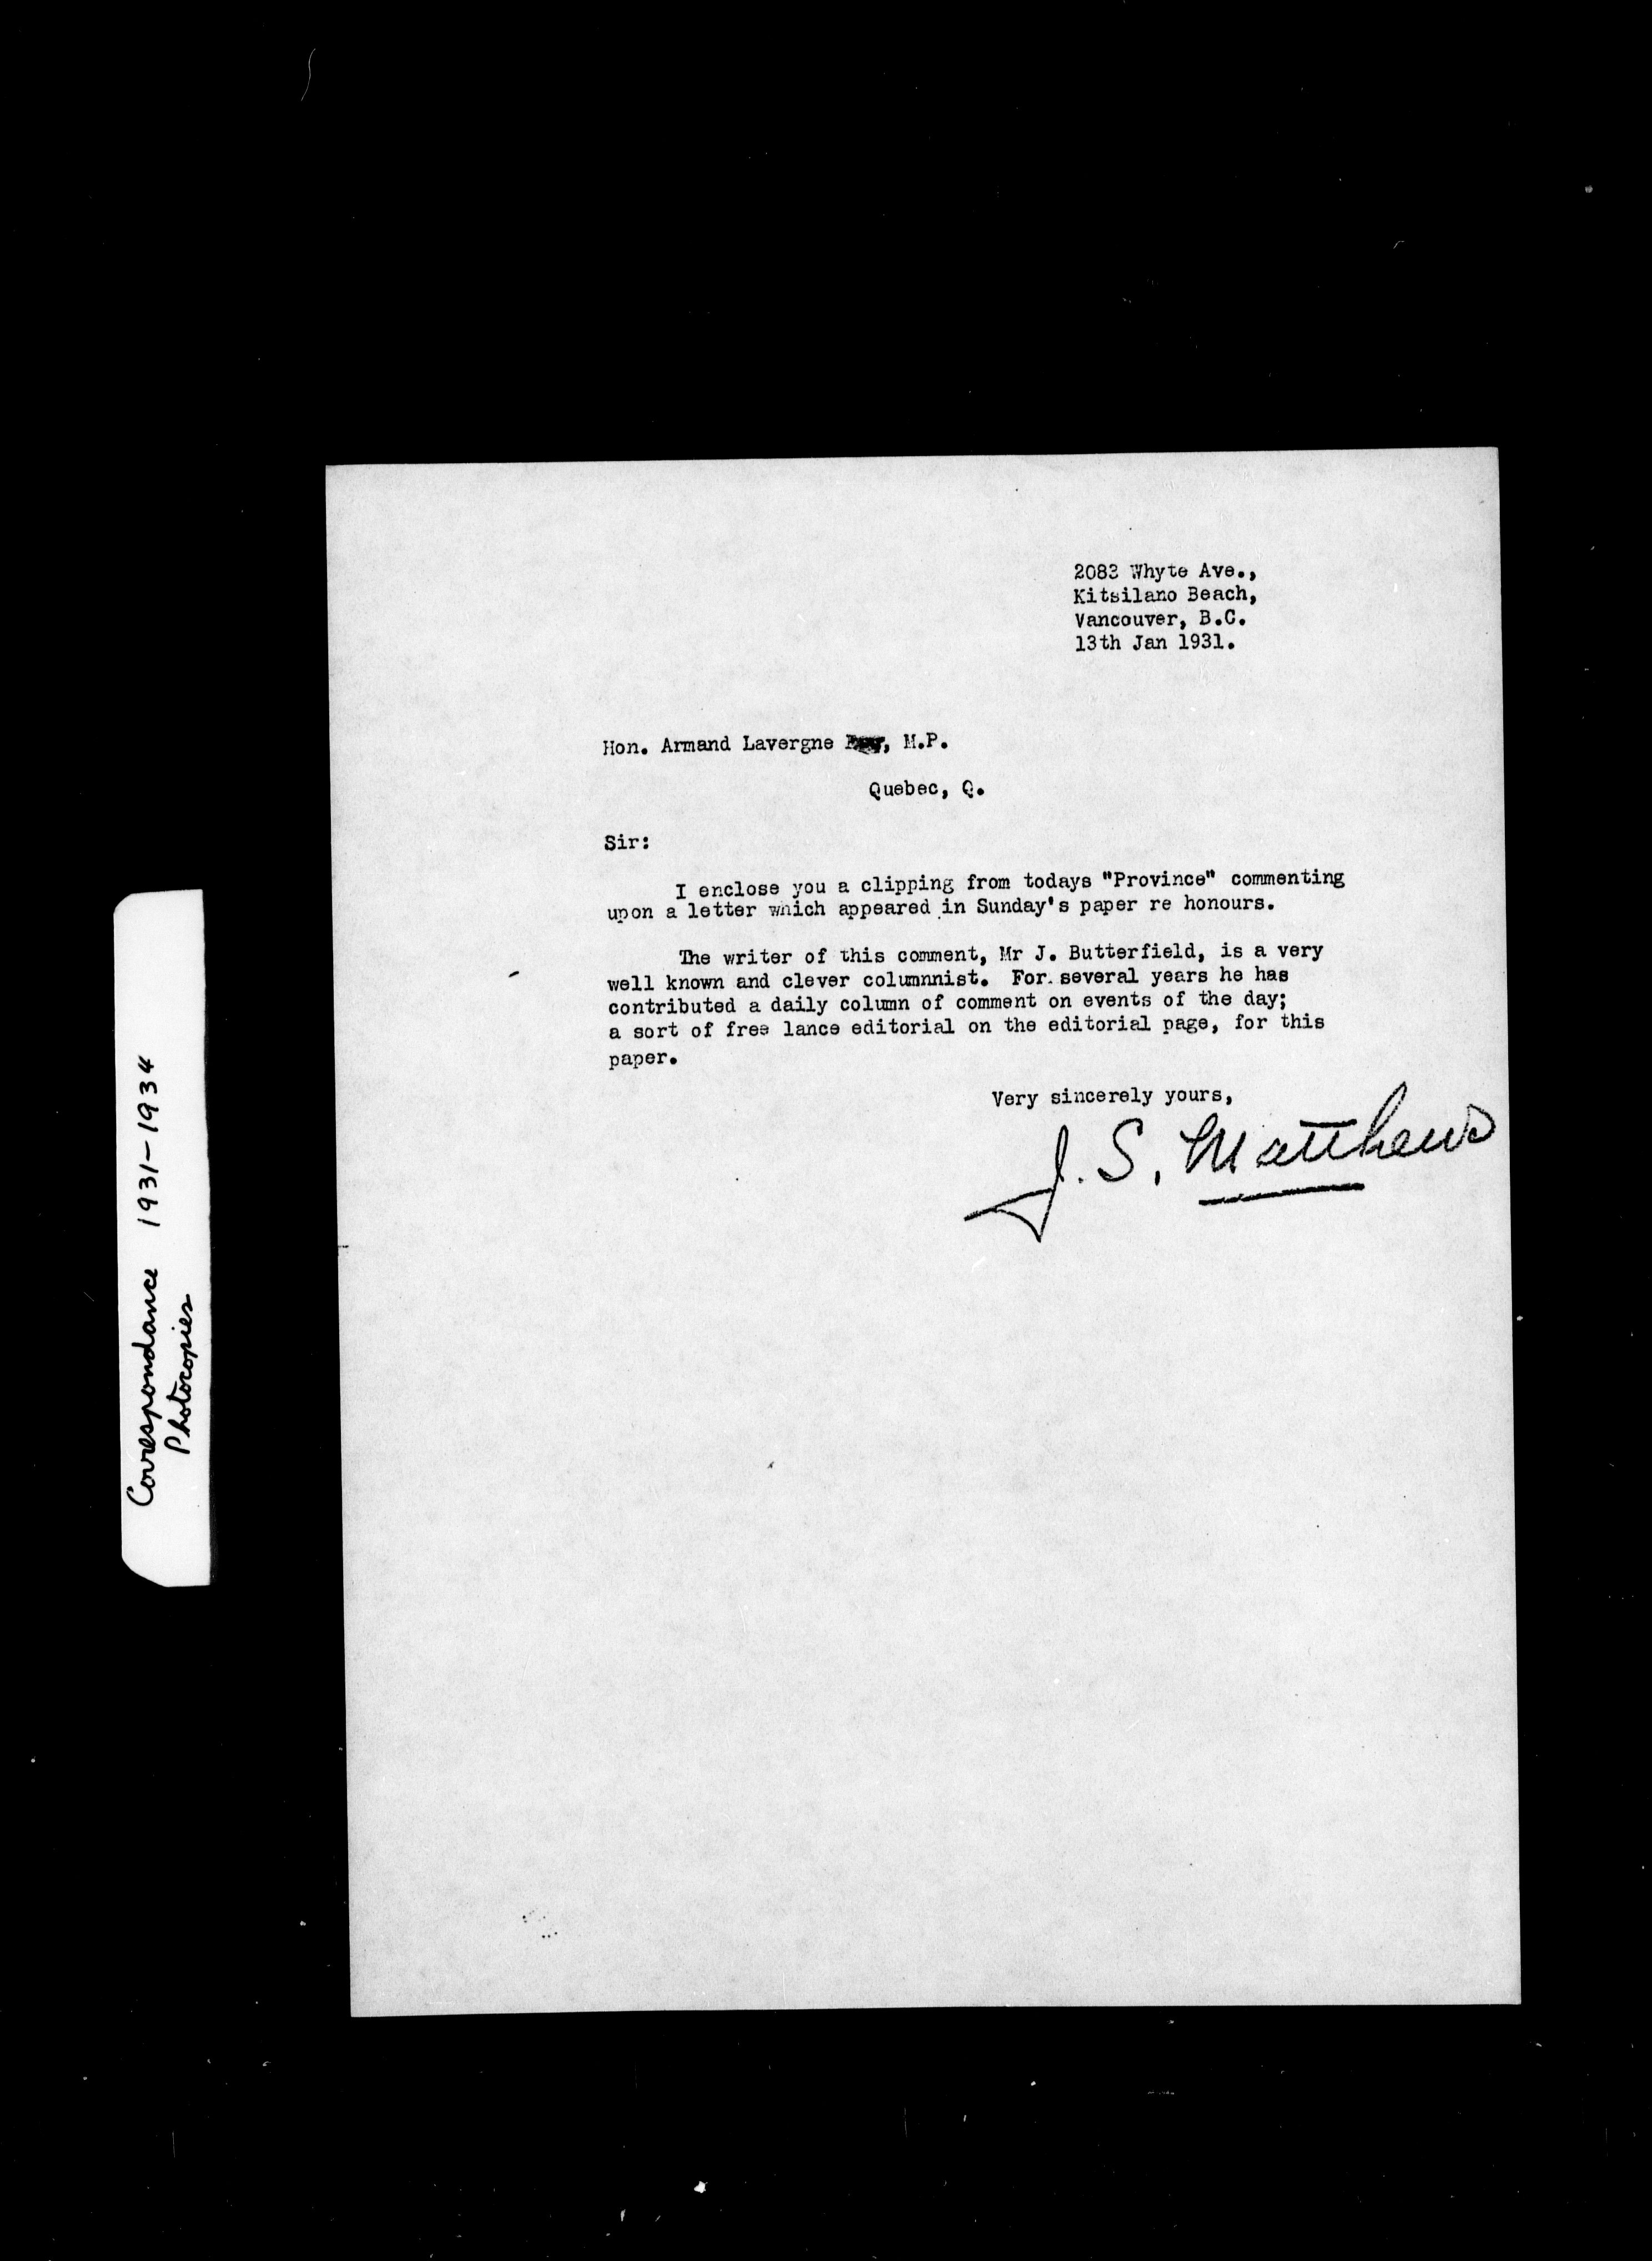 2083 Whyte Ave.,
Kitsilano Beach,
Vancouver, B.C.
13th Jan 1931.
Hon. Armand Lavergne , M.P.
Quebec, Q.
Sir:
I enclose you a clipping from todays "Province" commenting
upon a letter which appeared in Sunday's paper re honours.
The writer of this comment, Mr J. Butterfield, is a very
well known and clever columnnist. For several years he has
contributed a daily column of comment on events of the day;
a sort of free lance editorial on the editorial page, for this
paper.
Very sincerely yours,
J. S. Matthews
Correspondance 1931-1934
Photocopies